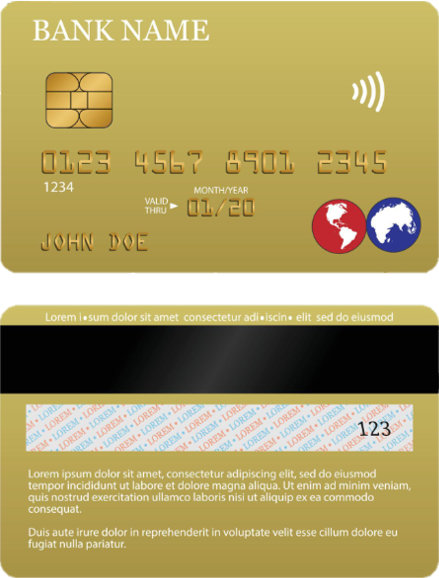 BANK NAME
0123 4567 8901 2345
1234
MONTH/YEAR
VALID
THRU
01/20
JOHN DOE
Lorem i•sum dolor sit amet consectetur adi•iscin• elit sed do eiusmod
LOREM • LOREM • LOREM • LOREM
123
Lorem ipsum dolor sit amet, consectetur adipiscing elit, sed do eiusmod
tempor incididunt ut labore et dolore magna aliqua. Ut enim ad minim veniam,
quis nostrud exercitation ullamco laboris nisi ut aliquip ex ea commodo
consequat.
Duis aute irure dolor in reprehenderit in voluptate velit esse cillum dolore eu
fugiat nulla pariatur.